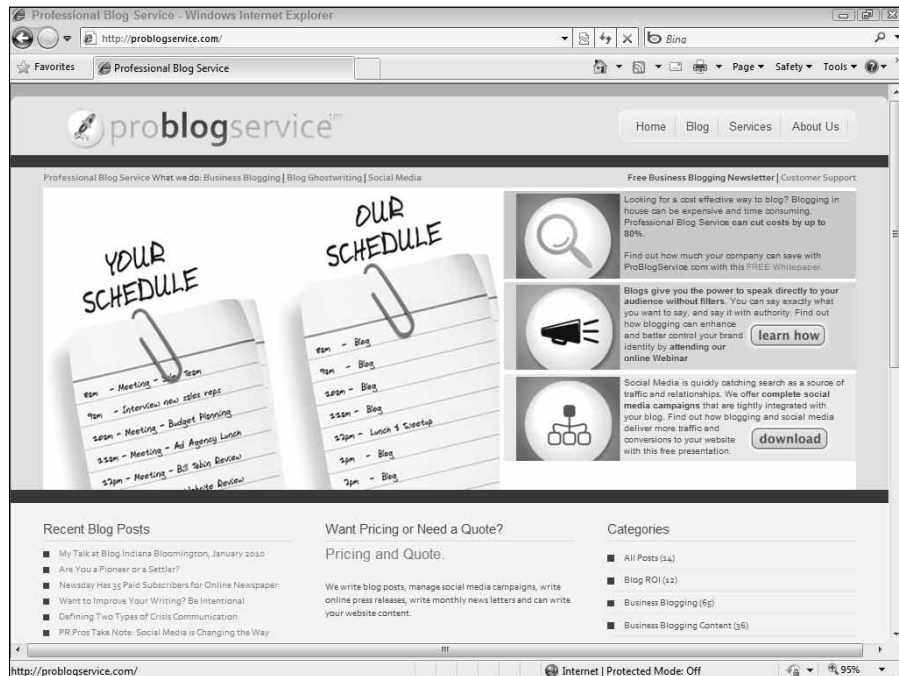 Professional Blog Service - Windows Internet Explorer
http://problogservice.com/
Bing
Favorites
Professional Blog Service
Page
Safety
Tools
problogservice™
Home
Blog
Services
About Us
Professional Blog Service What we do: Business Blogging | Blog Ghostwriting | Social Media
Free Business Blogging Newsletter | Customer Support
YOUR
SCHEDULE
8am - Meeting - Sales Team
9am - Interview new sales reps
10am - Meeting - Budget Planning
11am - Meeting - Ad Agency Lunch
12pm - Meeting - Bill Tobin Review
Website Review
OUR
SCHEDULE
8am - Blog
9am - Blog
10am - Blog
11am - Blog
12pm - Lunch & Tweetup
1pm - Blog
2pm - Blog
Looking for a cost effective way to blog? Blogging in
house can be expensive and time consuming.
Professional Blog Service can cut costs by up to
80%.
Find out how much your company can save with
ProBlogService.com with this FREE Whitepaper.
Blogs give you the power to speak directly to your
audience without filters. You can say exactly what
you want to say, and say it with authority. Find out
how blogging can enhance
and better control your brand
identity by attending our
online Webinar
learn how
Social Media is quickly catching search as a source of
traffic and relationships. We offer complete social
media campaigns that are tightly integrated with
your blog. Find out how blogging and social media
deliver more traffic and
conversions to your website
with this free presentation.
download
Recent Blog Posts
My Talk at Blog Indiana Bloomington, January 2010
Are You a Pioneer or a Settler?
Newsday Has 35 Paid Subscribers for Online Newspaper
Want to Improve Your Writing? Be Intentional
Defining Two Types of Crisis Communication
PR Pros Take Note: Social Media is Changing the Way
Want Pricing or Need a Quote?
Pricing and Quote.
We write blog posts, manage social media campaigns, write
online press releases, write monthly news letters and can write
your website content.
Categories
All Posts (14)
Blog ROI (12)
Business Blogging (65)
Business Blogging Content (36)
http://problogservice.com/
Internet | Protected Mode: Off
95%